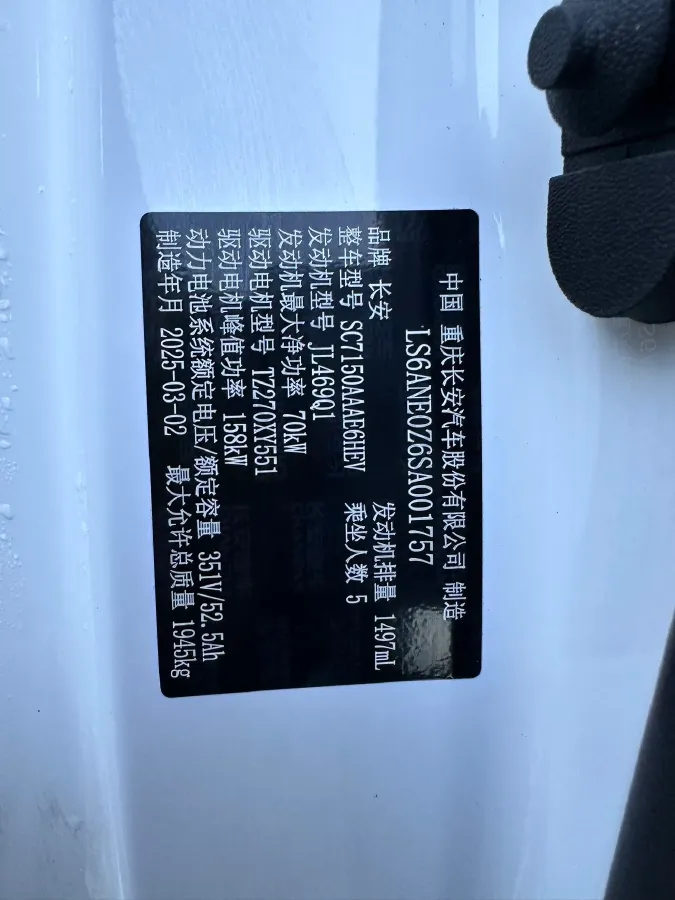 中国 重庆长安汽车股份有限公司 制造
LS6ANE0Z6SA001757
品牌 长安 发动机排量 1497mL
整车型号 SC7150AAAE6HEV 乘坐人数 5
发动机型号 JL469Q1
发动机最大净功率 70kW
驱动电机型号 TZ270XY551
驱动电机峰值功率 158kW
动力电池系统额定电压/额定容量 351V/52.5Ah
制造年月 2025-03-02 最大允许总质量 1945kg